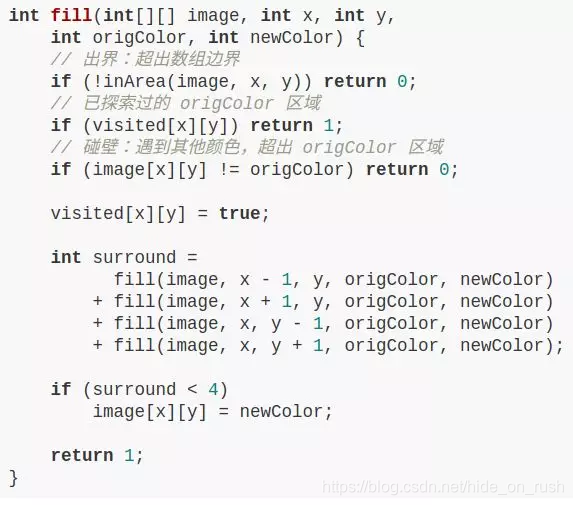 int fill(int[][] image, int x, int y,
    int origColor, int newColor) {
    // 出界：超出数组边界
    if (!inArea(image, x, y)) return 0;
    // 已探索过的 origColor 区域
    if (visited[x][y]) return 1;
    // 碰壁：遇到其他颜色，超出 origColor 区域
    if (image[x][y] != origColor) return 0;

    visited[x][y] = true;

    int surround =
          fill(image, x - 1, y, origColor, newColor)
        + fill(image, x + 1, y, origColor, newColor)
        + fill(image, x, y - 1, origColor, newColor)
        + fill(image, x, y + 1, origColor, newColor);

    if (surround < 4)
        image[x][y] = newColor;

    return 1;
}
https://blog.csdn.net/hide_on_rush